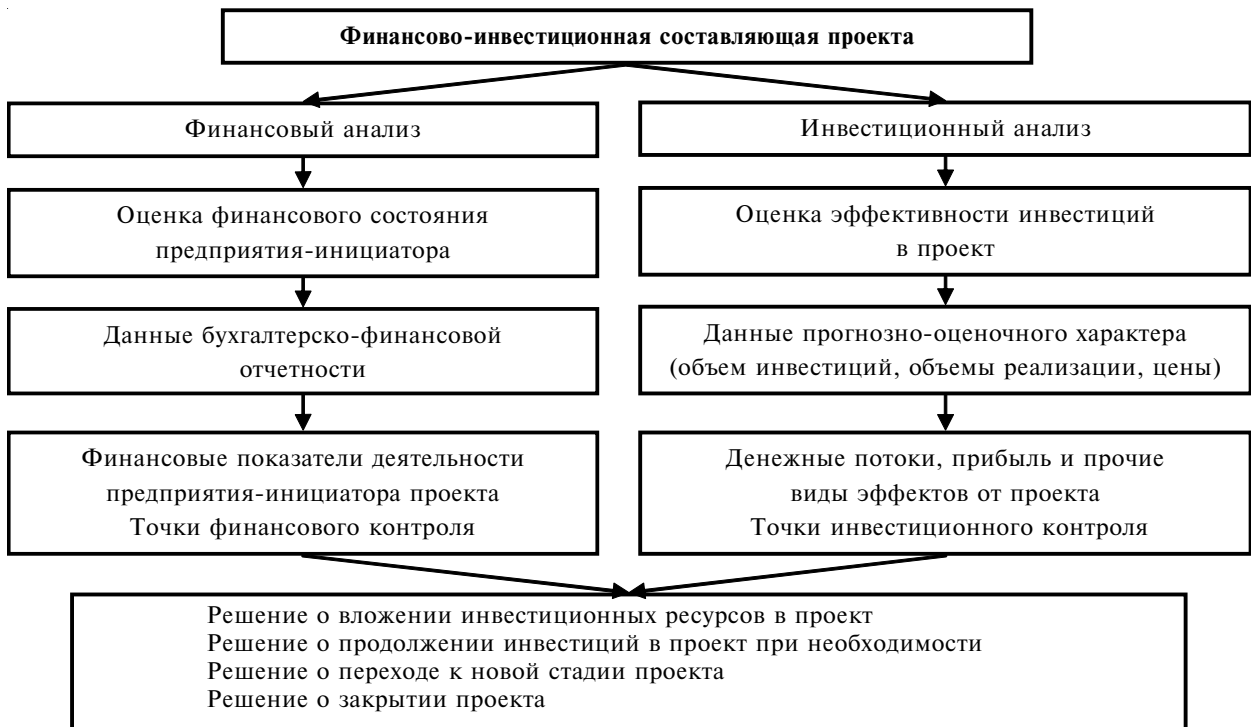 Финансово-инвестиционная составляющая проекта
Финансовый анализ
Инвестиционный анализ
Оценка финансового состояния
предприятия-инициатора
Оценка эффективности инвестиций
в проект
Данные бухгалтерско-финансовой
отчетности
Данные прогнозно-оценочного характера
(объем инвестиций, объемы реализации, цены)
Финансовые показатели деятельности
предприятия-инициатора проекта
Точки финансового контроля
Денежные потоки, прибыль и прочие
виды эффектов от проекта
Точки инвестиционного контроля
Решение о вложении инвестиционных ресурсов в проект
Решение о продолжении инвестиций в проект при необходимости
Решение о переходе к новой стадии проекта
Решение о закрытии проекта